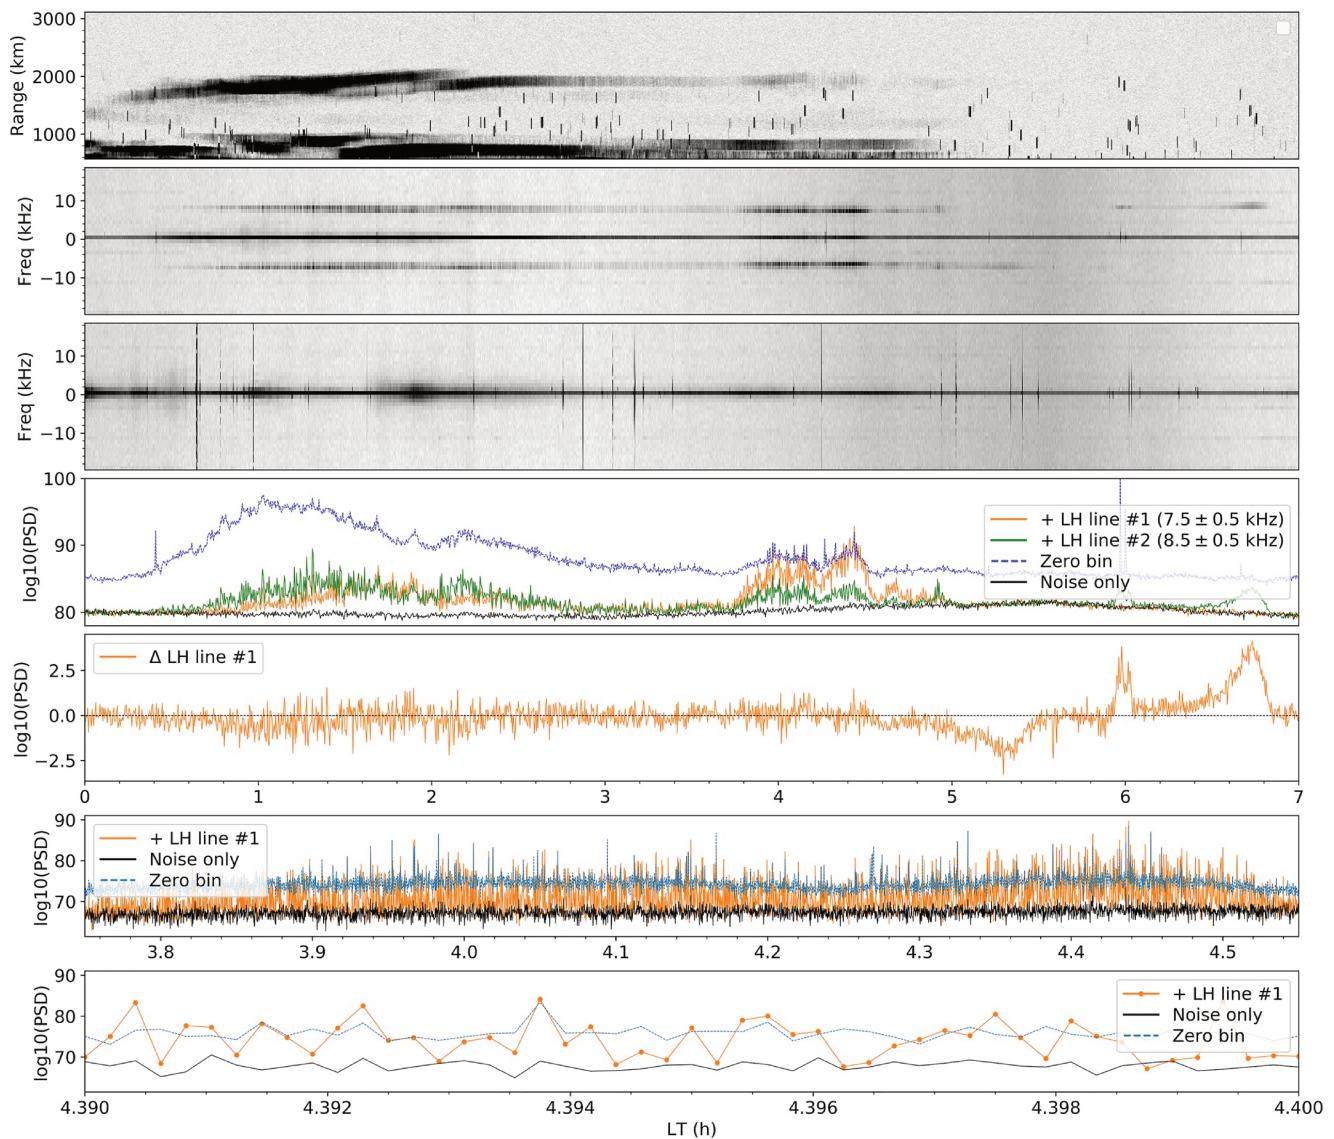 3000
2000
1000
Range (km)
10
0
−10
Freq (kHz)
10
0
−10
Freq (kHz)
100
90
80
log10(PSD)
+ LH line #1 (7.5 ± 0.5 kHz)
+ LH line #2 (8.5 ± 0.5 kHz)
Zero bin
Noise only
2.5
0.0
−2.5
log10(PSD)
Δ LH line #1
0 1 2 3 4 5 6 7
90
80
70
log10(PSD)
+ LH line #1
Noise only
Zero bin
3.8 3.9 4.0 4.1 4.2 4.3 4.4 4.5
90
80
70
log10(PSD)
+ LH line #1
Noise only
Zero bin
4.390 4.392 4.394 4.396 4.398 4.400
LT (h)